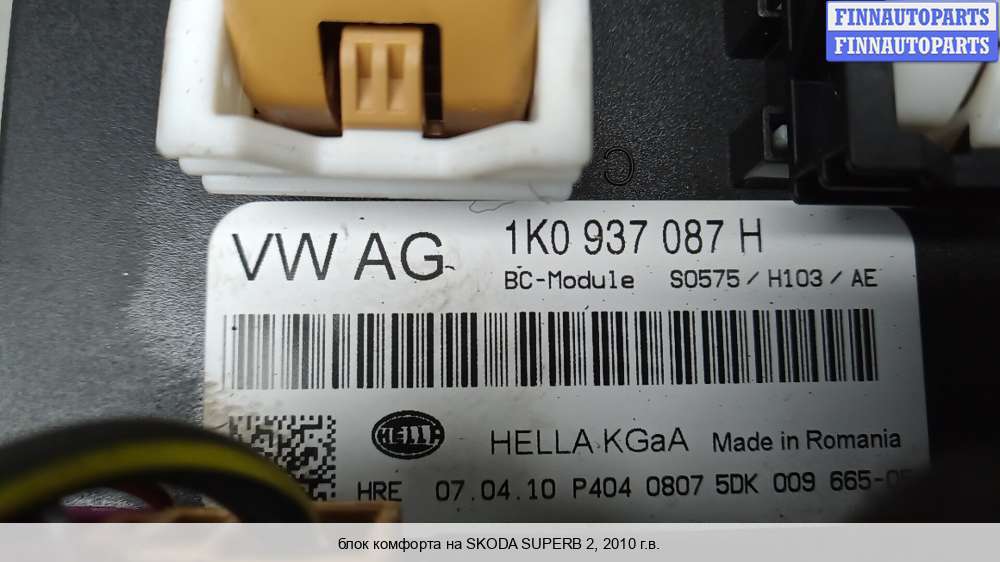 FINNAUTOPARTS
FINNAUTOPARTS
C
VW AG 1K0 937 087 H
BC-Module S0575 / H103 / AE
HELLA HELLA KGaA Made in Romania
HRE 07.04.10 P404 0807 5DK 009
блок комфорта на SKODA SUPERB 2, 2010 г.в.